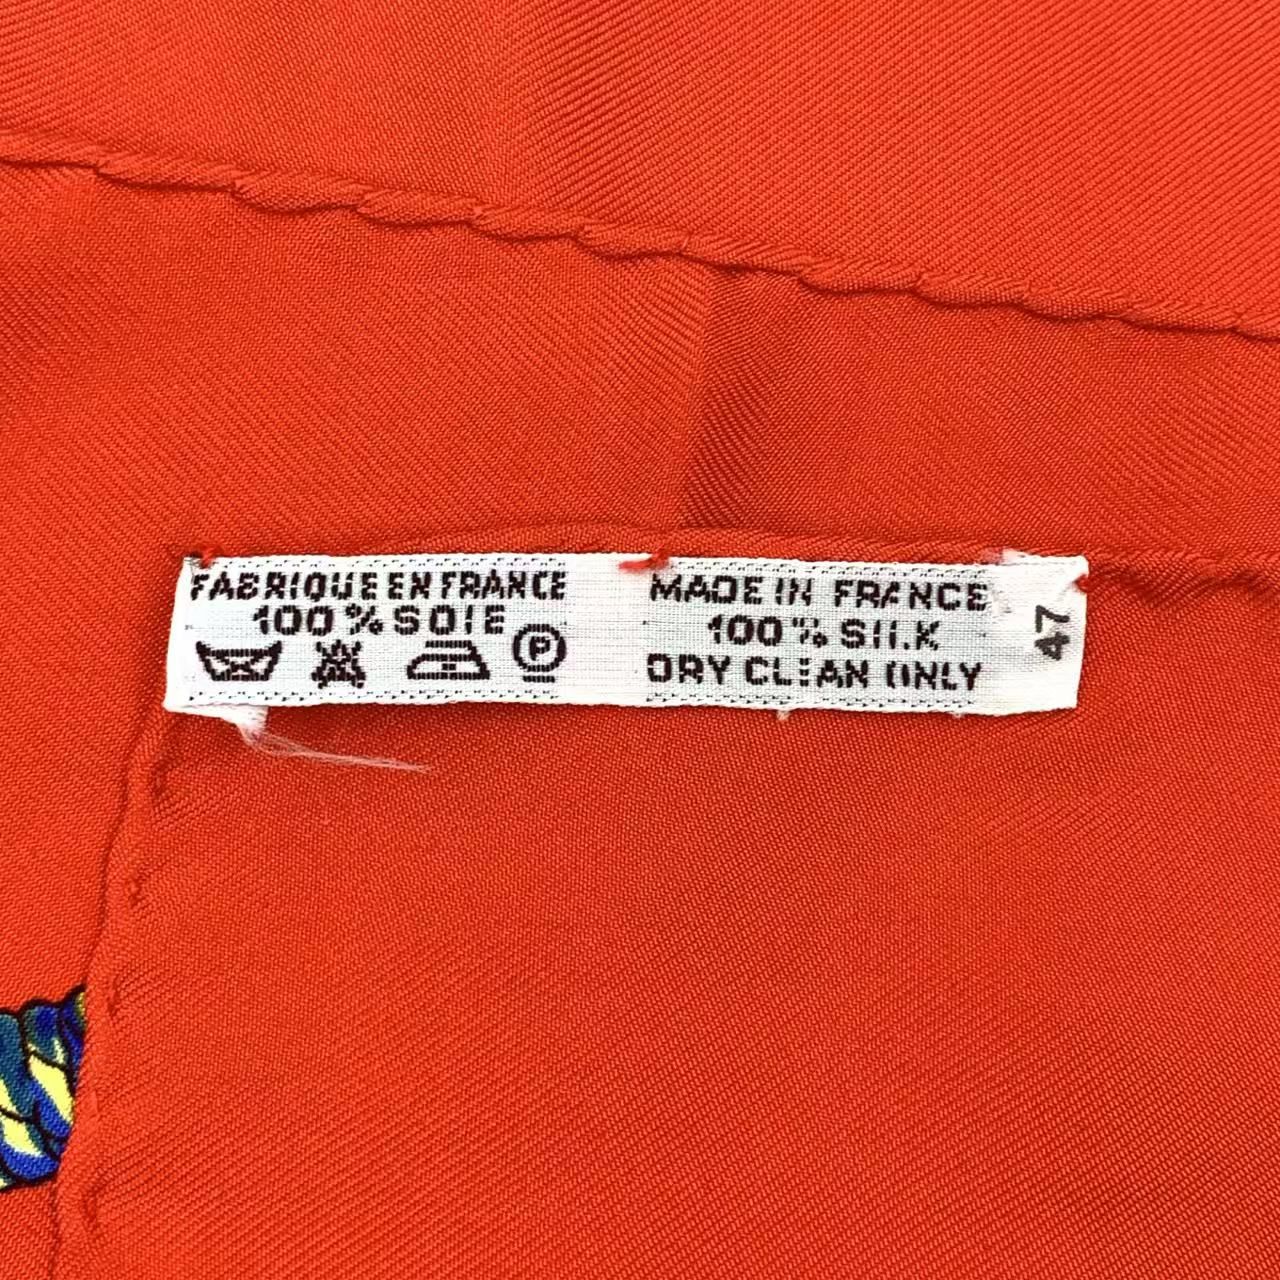 FABRIQUE EN FRANCE
100% SOIE
P
MADE IN FRANCE
100% SILK
DRY CLEAN ONLY
47